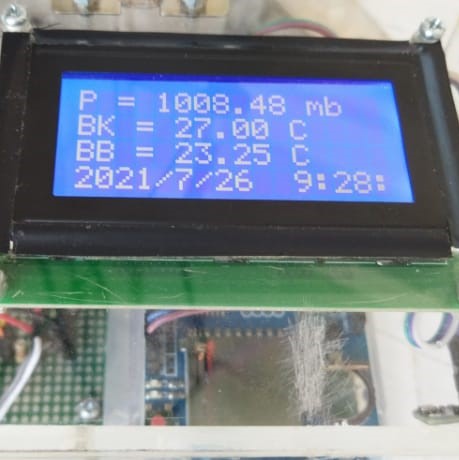 P = 1008.48 mb
BK = 27.00 C
BB = 23.25 C
2021/7/26 9:28: